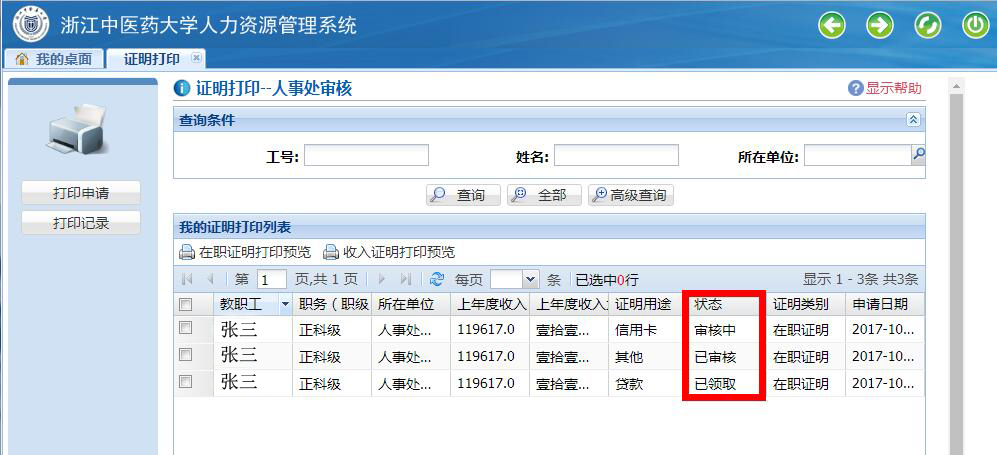 浙江中医药大学人力资源管理系统
我的桌面 证明打印
证明打印--人事处审核 显示帮助
查询条件
工号: 姓名: 所在单位:
打印申请
查询 全部 高级查询
打印记录
我的证明打印列表
在职证明打印预览 收入证明打印预览
第 1 页,共 1 页 每页 条 已选中0行 显示 1 - 3条 共3条
教职工 职务（职级 所在单位 上年度收入 上年度收入 证明用途 状态 证明类别 申请日期
张三 正科级 人事处... 119617.0 壹拾壹... 信用卡 审核中 在职证明 2017-10...
张三 正科级 人事处... 119617.0 壹拾壹... 其他 已审核 在职证明 2017-10...
张三 正科级 人事处... 119617.0 壹拾壹... 贷款 已领取 在职证明 2017-10...